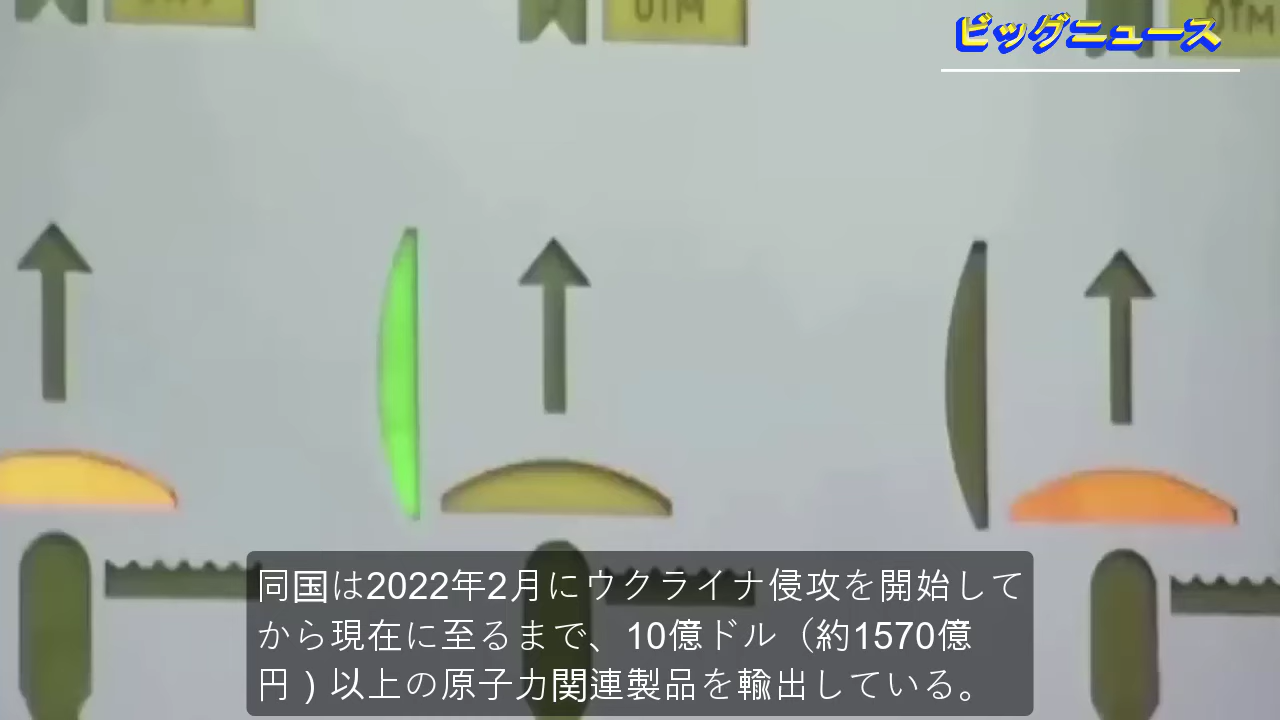 ОТМ
ОТМ
ビッグニュース
同国は2022年2月にウクライナ侵攻を開始して
から現在に至るまで、10億ドル（約1570億
円）以上の原子力関連製品を輸出している。